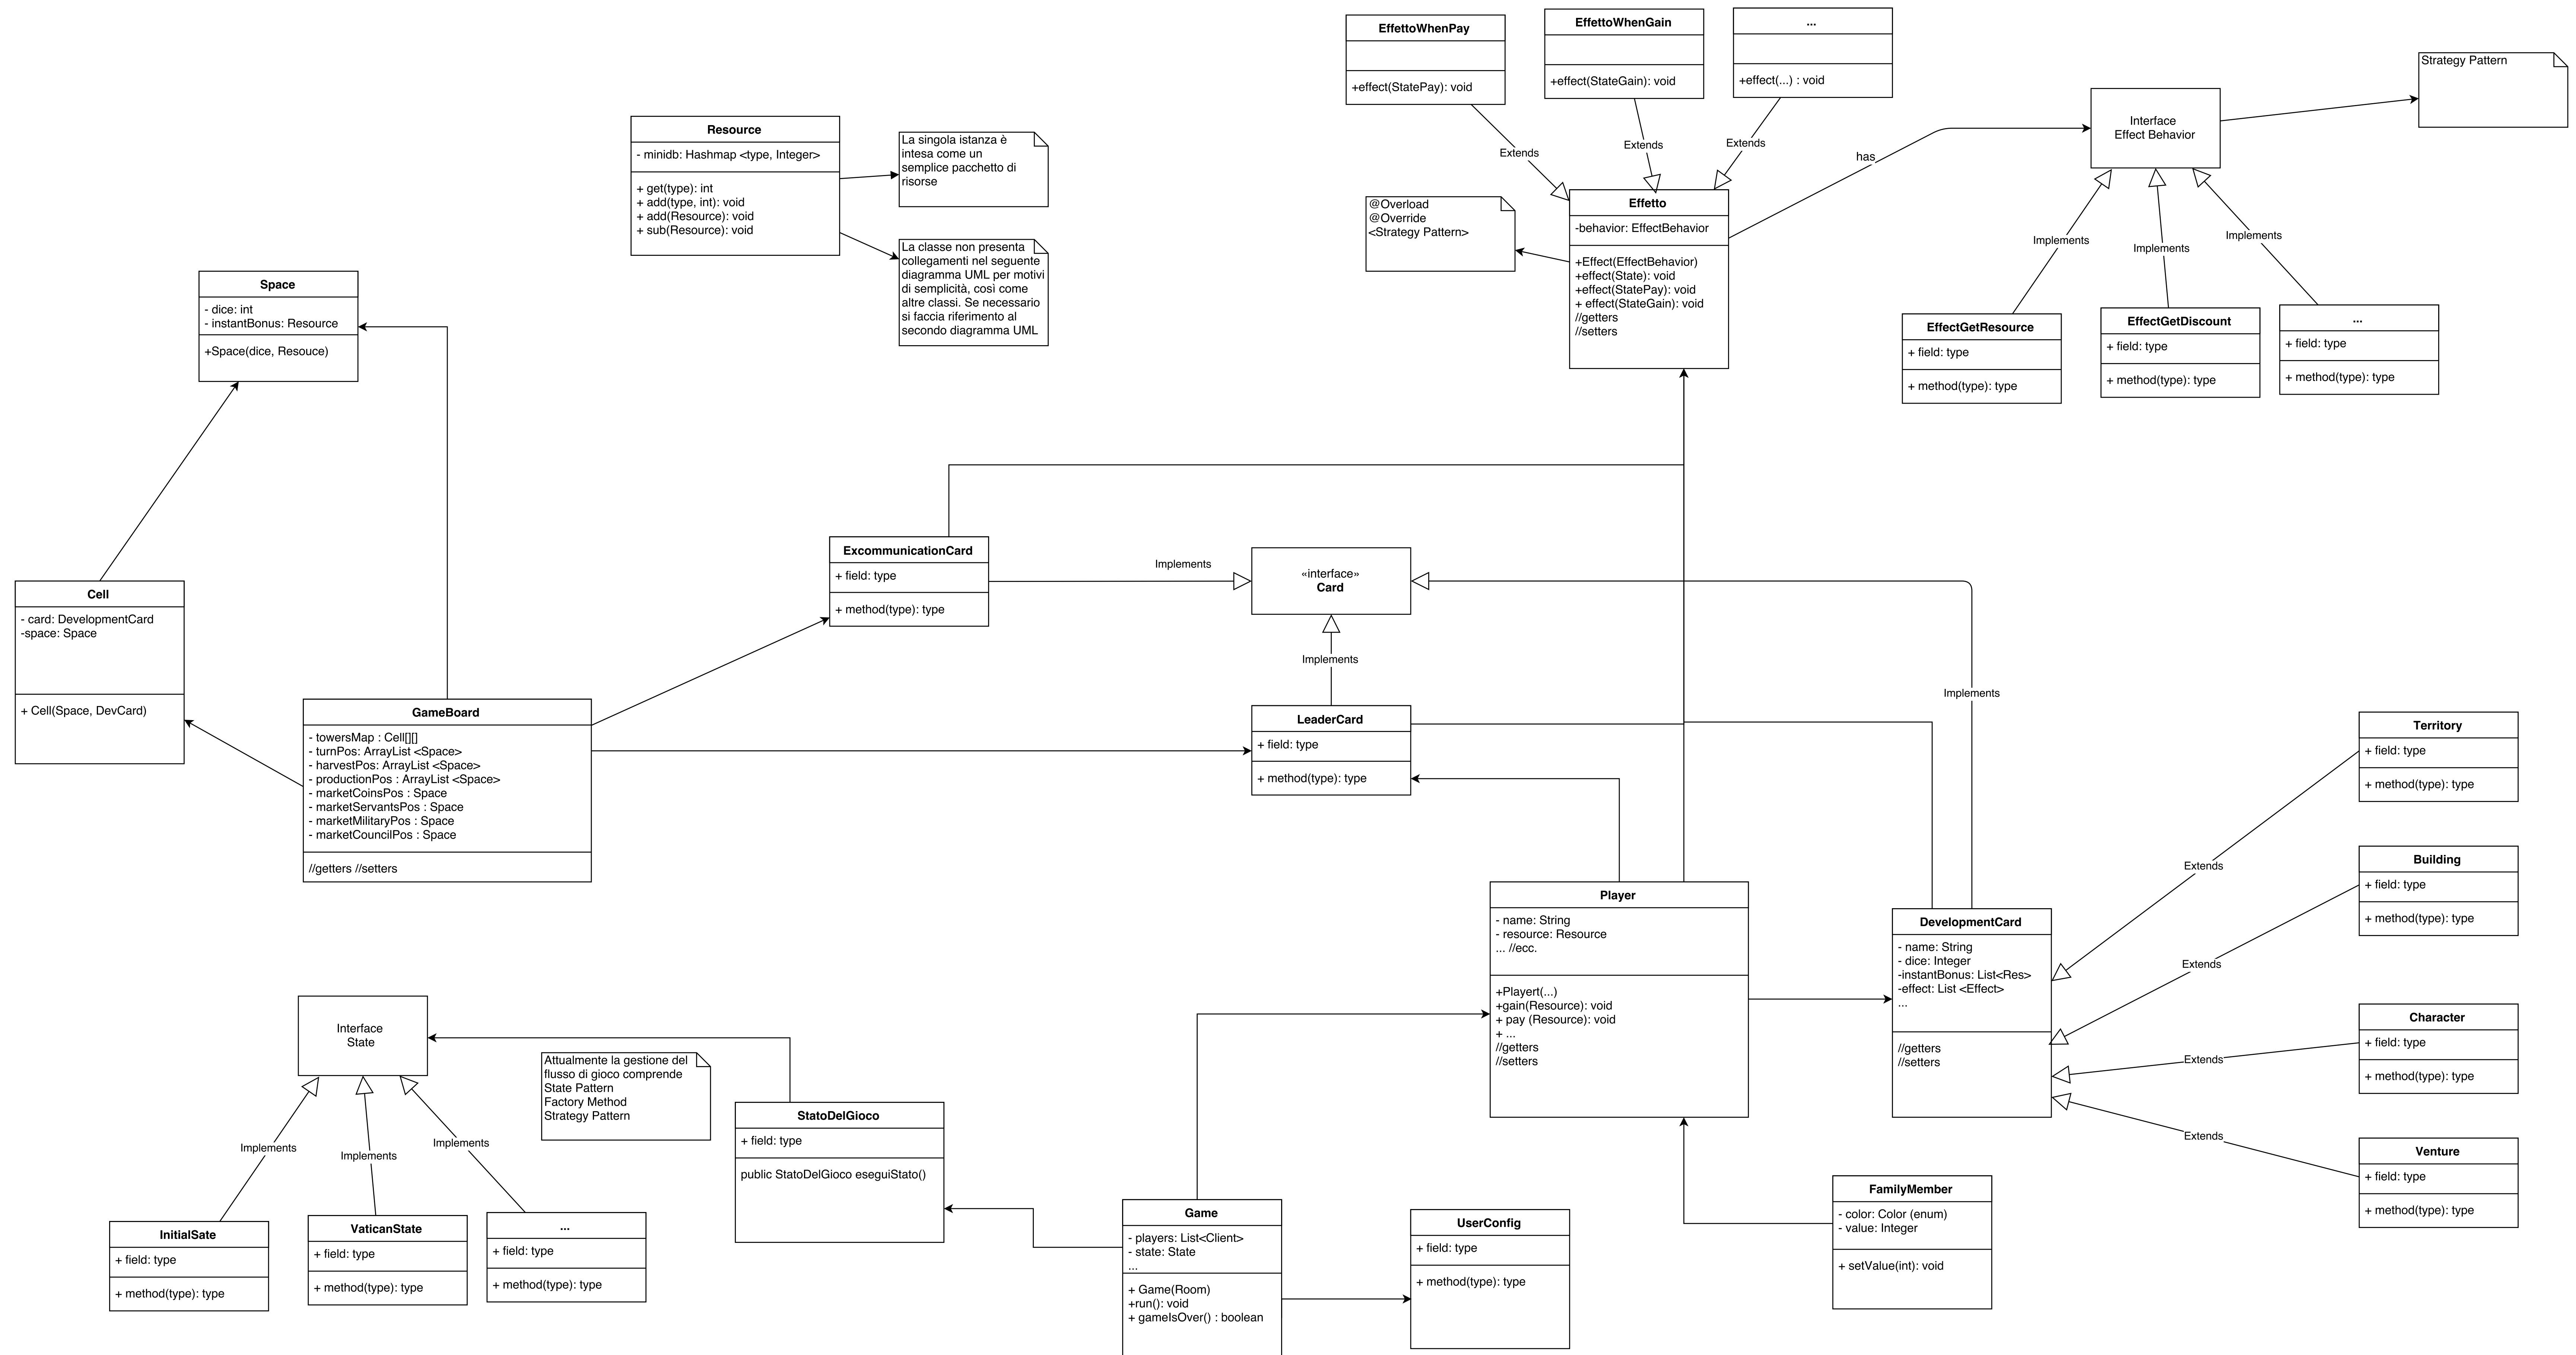 EffettoWhenPay
+effect(StatePay): void
EffettoWhenGain
+effect(StateGain): void
...
+effect(...) : void
Strategy Pattern
Interface
Effect Behavior
Resource
- minidb: Hashmap <type, Integer>
+ get(type): int
+ add(type, int): void
+ add(Resource): void
+ sub(Resource): void
La singola istanza è
intesa come un
semplice pacchetto di
risorse
La classe non presenta
collegamenti nel seguente
diagramma UML per motivi
di semplicità, così come
altre classi. Se necessario
si faccia riferimento al
secondo diagramma UML
Extends
Extends
Extends
has
@Overload
@Override
<Strategy Pattern>
Effetto
-behavior: EffectBehavior
+Effect(EffectBehavior)
+effect(State): void
+effect(StatePay): void
+ effect(StateGain): void
//getters
//setters
Implements
Implements
Implements
EffectGetResource
+ field: type
+ method(type): type
EffectGetDiscount
+ field: type
+ method(type): type
...
+ field: type
+ method(type): type
Space
- dice: int
- instantBonus: Resource
+Space(dice, Resouce)
Cell
- card: DevelopmentCard
-space: Space
+ Cell(Space, DevCard)
GameBoard
- towersMap : Cell[][]
- turnPos: ArrayList <Space>
- harvestPos: ArrayList <Space>
- productionPos : ArrayList <Space>
- marketCoinsPos : Space
- marketServantsPos : Space
- marketMilitaryPos : Space
- marketCouncilPos : Space
//getters //setters
ExcommunicationCard
+ field: type
+ method(type): type
Implements
«interface»
Card
Implements
LeaderCard
+ field: type
+ method(type): type
Implements
Territory
+ field: type
+ method(type): type
Building
+ field: type
+ method(type): type
Character
+ field: type
+ method(type): type
Venture
+ field: type
+ method(type): type
Extends
Extends
Extends
Extends
Player
- name: String
- resource: Resource
... //ecc.
+Playert(...)
+gain(Resource): void
+ pay (Resource): void
+ ...
//getters
//setters
DevelopmentCard
- name: String
- dice: Integer
-instantBonus: List<Res>
-effect: List <Effect>
...
//getters
//setters
Interface
State
Attualmente la gestione del
flusso di gioco comprende
State Pattern
Factory Method
Strategy Pattern
StatoDelGioco
+ field: type
public StatoDelGioco eseguiStato()
Implements
Implements
Implements
InitialSate
+ field: type
+ method(type): type
VaticanState
+ field: type
+ method(type): type
...
+ field: type
+ method(type): type
Game
- players: List<Client>
- state: State
...
+ Game(Room)
+run(): void
+ gameIsOver() : boolean
UserConfig
+ field: type
+ method(type): type
FamilyMember
- color: Color (enum)
- value: Integer
+ setValue(int): void